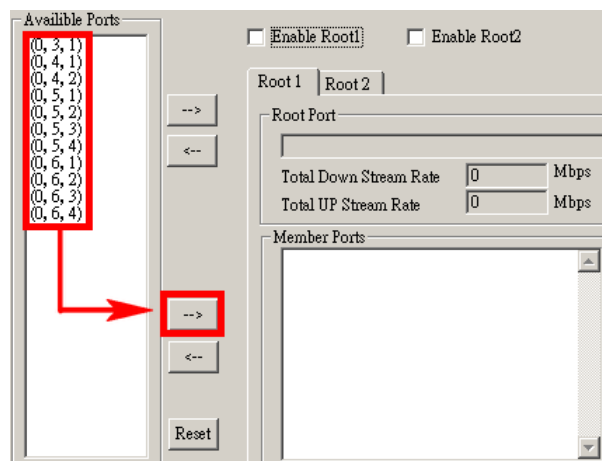 Availible Ports
(0, 3, 1)
(0, 4, 1)
(0, 4, 2)
(0, 5, 1)
(0, 5, 2)
(0, 5, 3)
(0, 5, 4)
(0, 6, 1)
(0, 6, 2)
(0, 6, 3)
(0, 6, 4)
-->
<--
-->
<--
Reset
Enable Root1 Enable Root2
Root 1 Root 2
Root Port
Total Down Stream Rate 0 Mbps
Total UP Stream Rate 0 Mbps
Member Ports